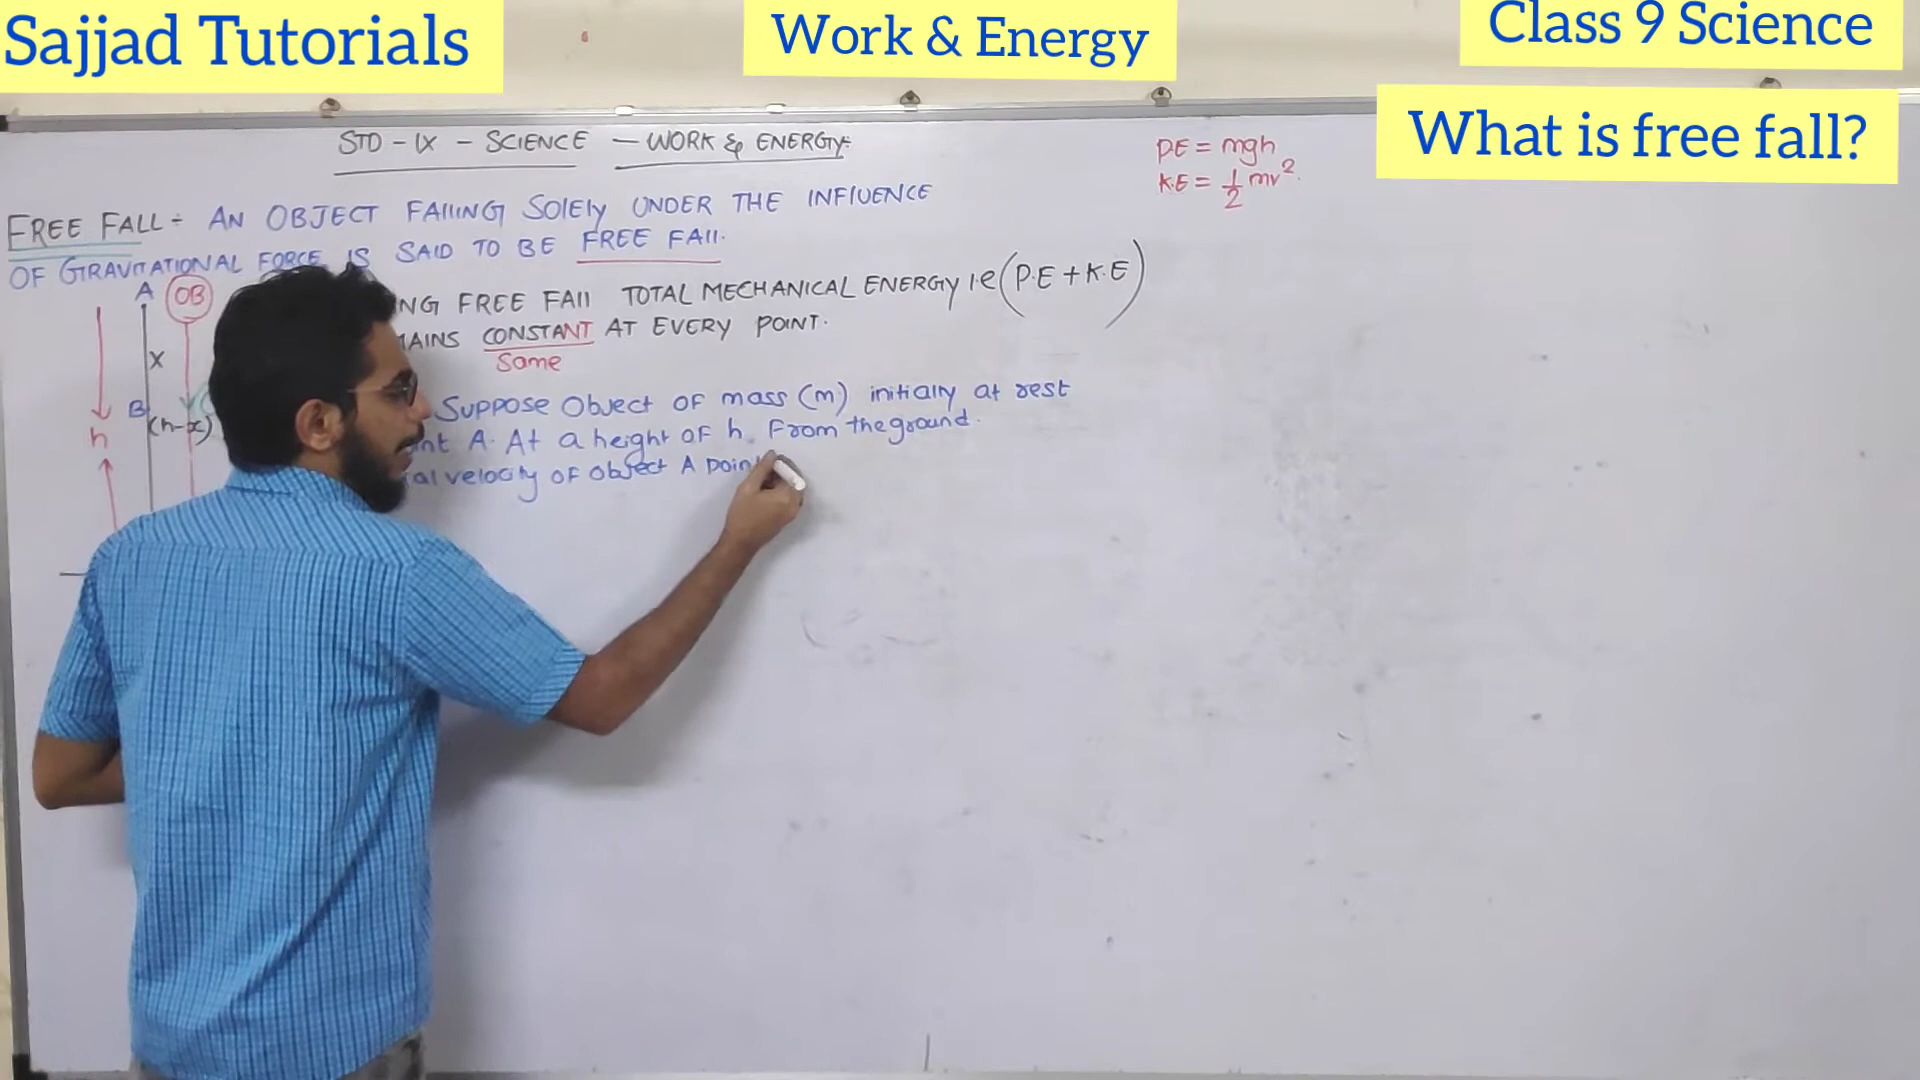 Sajjad Tutorials
Work & Energy
Class 9 Science
What is free fall?
STD - IX - SCIENCE - WORK & ENERGY:
PE = mgh
K.E = 1/2 mv².
FREE FALL ÷ AN OBJECT FAllING SOlEly UNDER THE INFlUENCE
OF GRAVITATIONAL FORCE IS SAID TO BE FREE FAll.
NG FREE FAll TOTAL MECHANICAL ENERGY i.e (P.E + K.E)
MAINS CONSTANT AT EVERY POINT.
Same
A OB
x
B (h-x)
h
SUPPOSE Object OF mass (m) initially at rest
int A. At a height OF h. From the ground.
ial velocity OF Object A Point